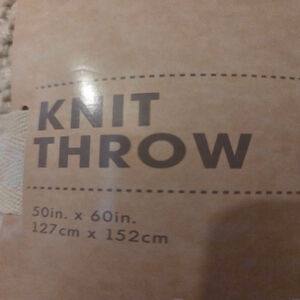 KNIT
THROW
50in. x 60in.
127cm x 152cm